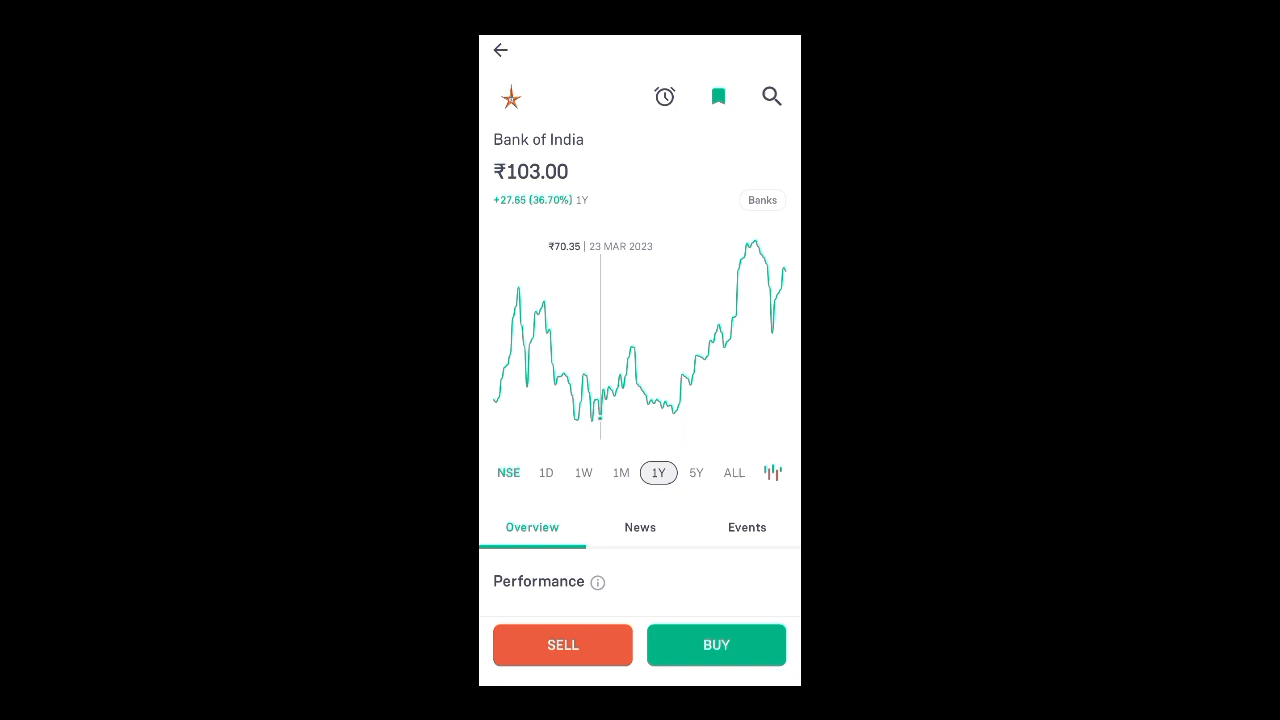 Bank of India
₹103.00
+27.65 (36.70%) 1Y
Banks
₹70.35 | 23 MAR 2023
NSE 1D 1W 1M 1Y 5Y ALL
Overview News Events
Performance
SELL BUY